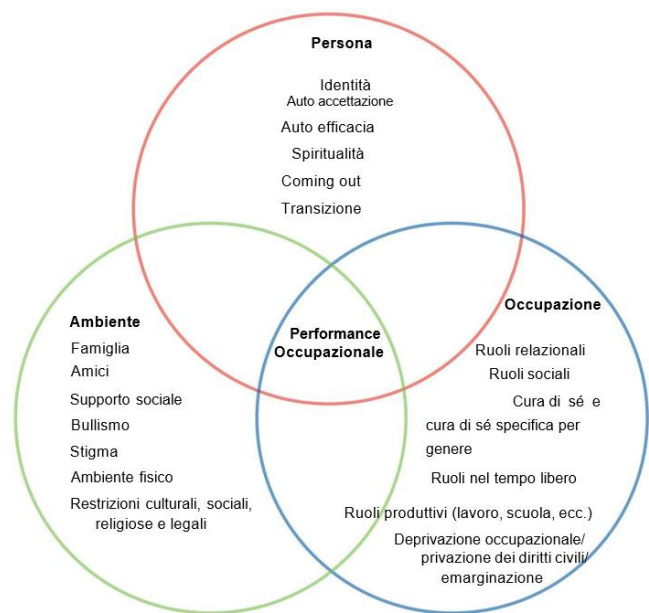 Persona
Identità
Auto accettazione
Auto efficacia
Spiritualità
Coming out
Transizione
Ambiente
Famiglia
Amici
Supporto sociale
Bullismo
Stigma
Ambiente fisico
Restrizioni culturali, sociali,
religiose e legali
Performance
Occupazionale
Occupazione
Ruoli relazionali
Ruoli sociali
Cura di sé e
cura di sé specifica per
genere
Ruoli nel tempo libero
Ruoli produttivi (lavoro, scuola, ecc.)
Deprivazione occupazionale/
privazione dei diritti civili/
emarginazione